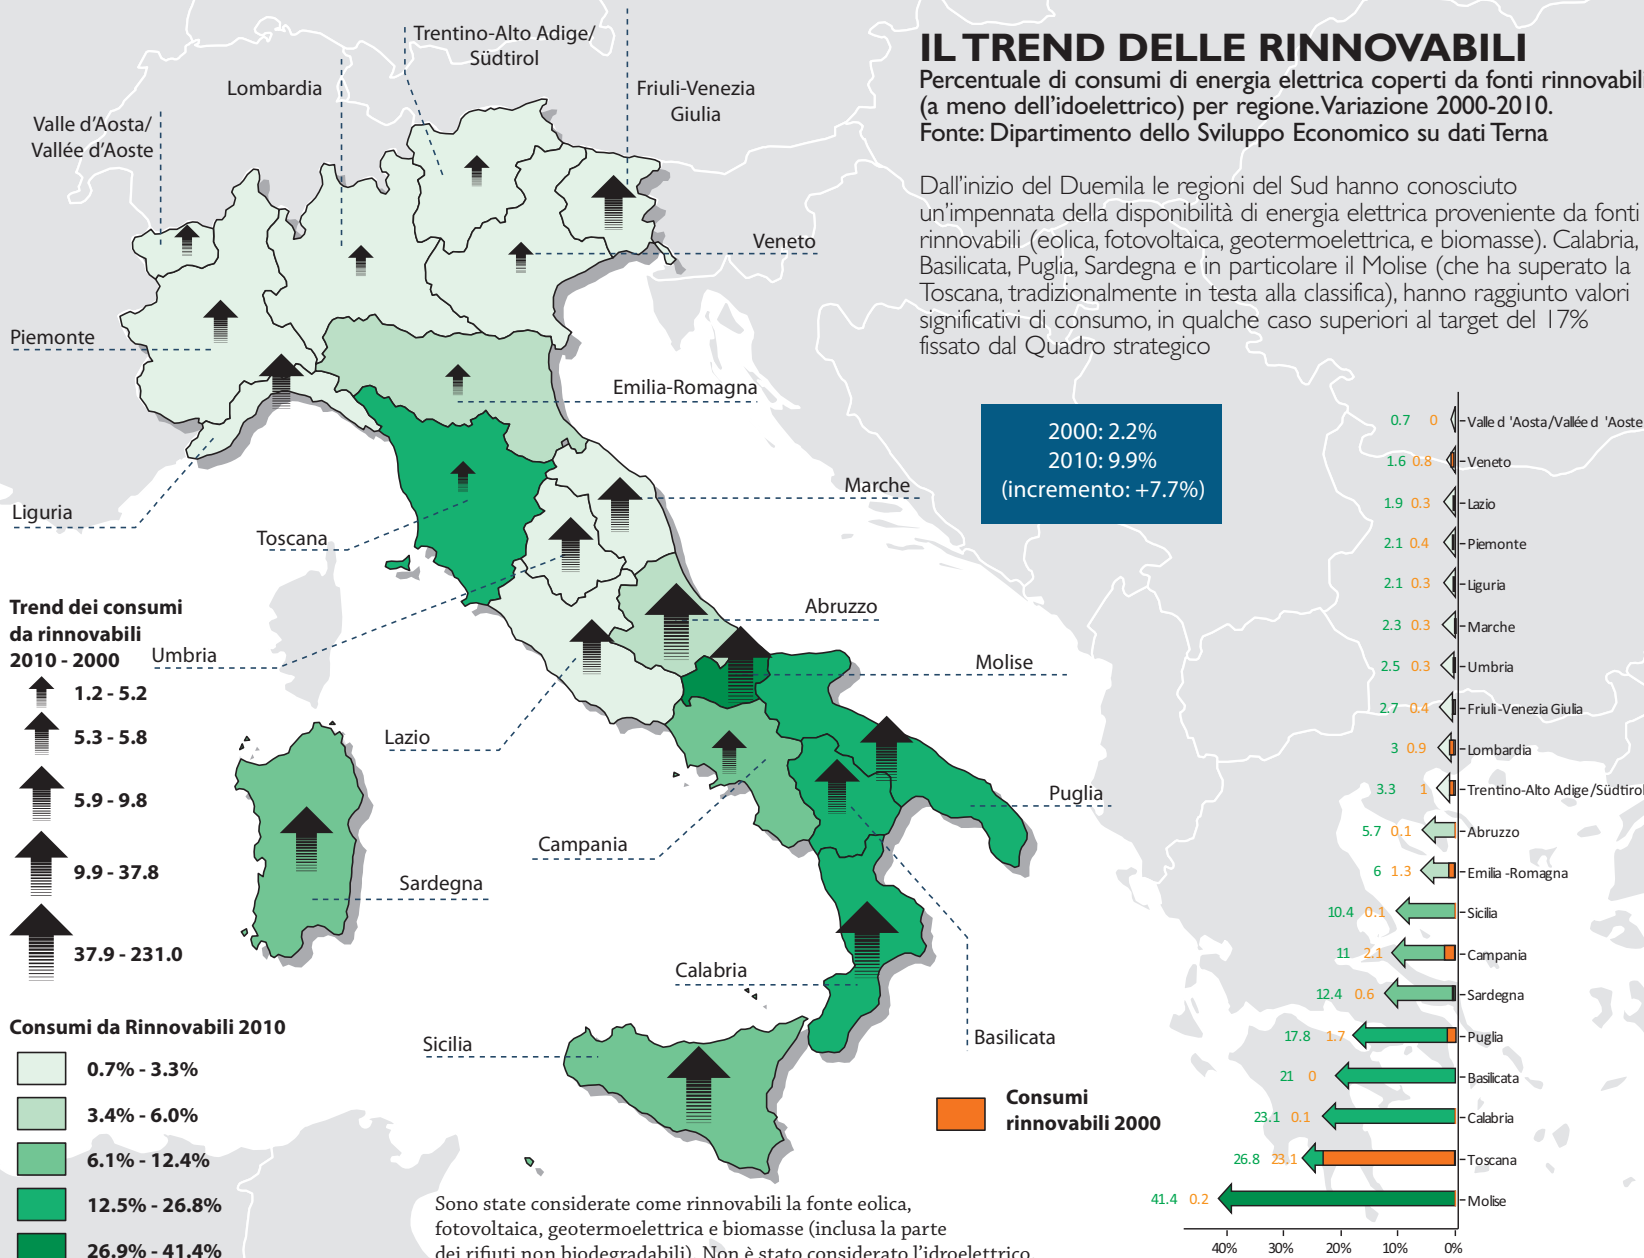 IL TREND DELLE RINNOVABILI
Percentuale di consumi di energia elettrica coperti da fonti rinnovabili
(a meno dell'idoelettrico) per regione. Variazione 2000-2010.
Fonte: Dipartimento dello Sviluppo Economico su dati Terna
Dall'inizio del Duemila le regioni del Sud hanno conosciuto
un'impennata della disponibilità di energia elettrica proveniente da fonti
rinnovabili (eolica, fotovoltaica, geotermoelettrica, e biomasse). Calabria,
Basilicata, Puglia, Sardegna e in particolare il Molise (che ha superato la
Toscana, tradizionalmente in testa alla classifica), hanno raggiunto valori
significativi di consumo, in qualche caso superiori al target del 17%
fissato dal Quadro strategico
Trentino-Alto Adige/
Südtirol
Lombardia
Friuli-Venezia
Giulia
Valle d'Aosta/
Vallée d'Aoste
Veneto
Piemonte
Emilia-Romagna
Marche
Liguria
Toscana
Abruzzo
Umbria
Molise
Lazio
Puglia
Campania
Sardegna
Calabria
Basilicata
Sicilia
Trend dei consumi
da rinnovabili
2010 - 2000
1.2 - 5.2
5.3 - 5.8
5.9 - 9.8
9.9 - 37.8
37.9 - 231.0
Consumi da Rinnovabili 2010
0.7% - 3.3%
3.4% - 6.0%
6.1% - 12.4%
12.5% - 26.8%
26.9% - 41.4%
2000: 2.2%
2010: 9.9%
(incremento: +7.7%)
0.7 0 Valle d 'Aosta/Vallée d 'Aoste
1.6 0.8 Veneto
1.9 0.3 Lazio
2.1 0.4 Piemonte
2.1 0.3 Liguria
2.3 0.3 Marche
2.5 0.3 Umbria
2.7 0.4 Friuli-Venezia Giulia
3 0.9 Lombardia
3.3 1 Trentino-Alto Adige/Südtirol
5.7 0.1 Abruzzo
6 1.3 Emilia -Romagna
10.4 0.1 Sicilia
11 2.1 Campania
12.4 0.6 Sardegna
17.8 1.7 Puglia
21 0 Basilicata
23.1 0.1 Calabria
26.8 23.1 Toscana
41.4 0.2 Molise
40% 30% 20% 10% 0%
Consumi
rinnovabili 2000
Sono state considerate come rinnovabili la fonte eolica,
fotovoltaica, geotermoelettrica e biomasse (inclusa la parte
dei rifiuti non biodegradabili). Non è stato considerato l'idroelettrico